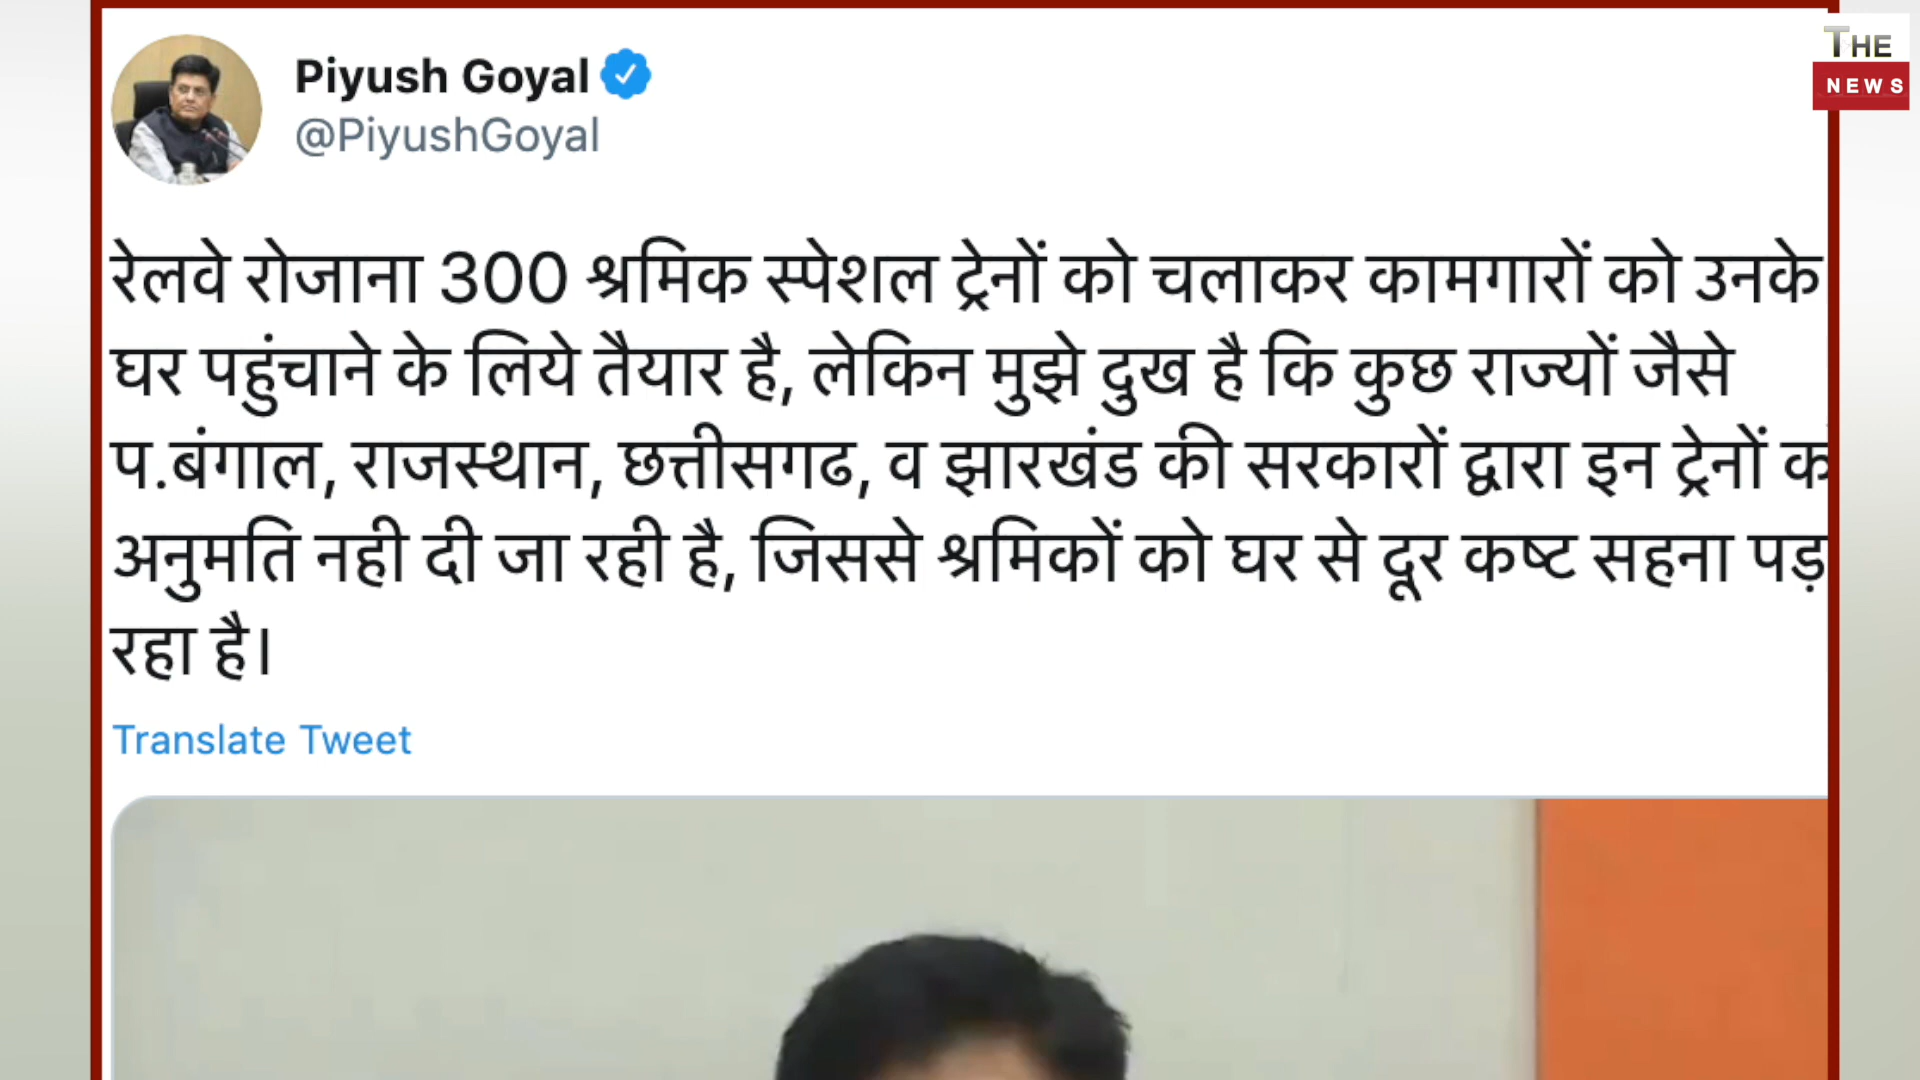 Piyush Goyal
@PiyushGoyal
THE
NEWS
रेलवे रोजाना 300 श्रमिक स्पेशल ट्रेनों को चलाकर कामगारों को उनके
घर पहुंचाने के लिये तैयार है, लेकिन मुझे दुख है कि कुछ राज्यों जैसे
प.बंगाल, राजस्थान, छत्तीसगढ, व झारखंड की सरकारों द्वारा इन ट्रेनों को
अनुमति नही दी जा रही है, जिससे श्रमिकों को घर से दूर कष्ट सहना पड़
रहा है।
Translate Tweet